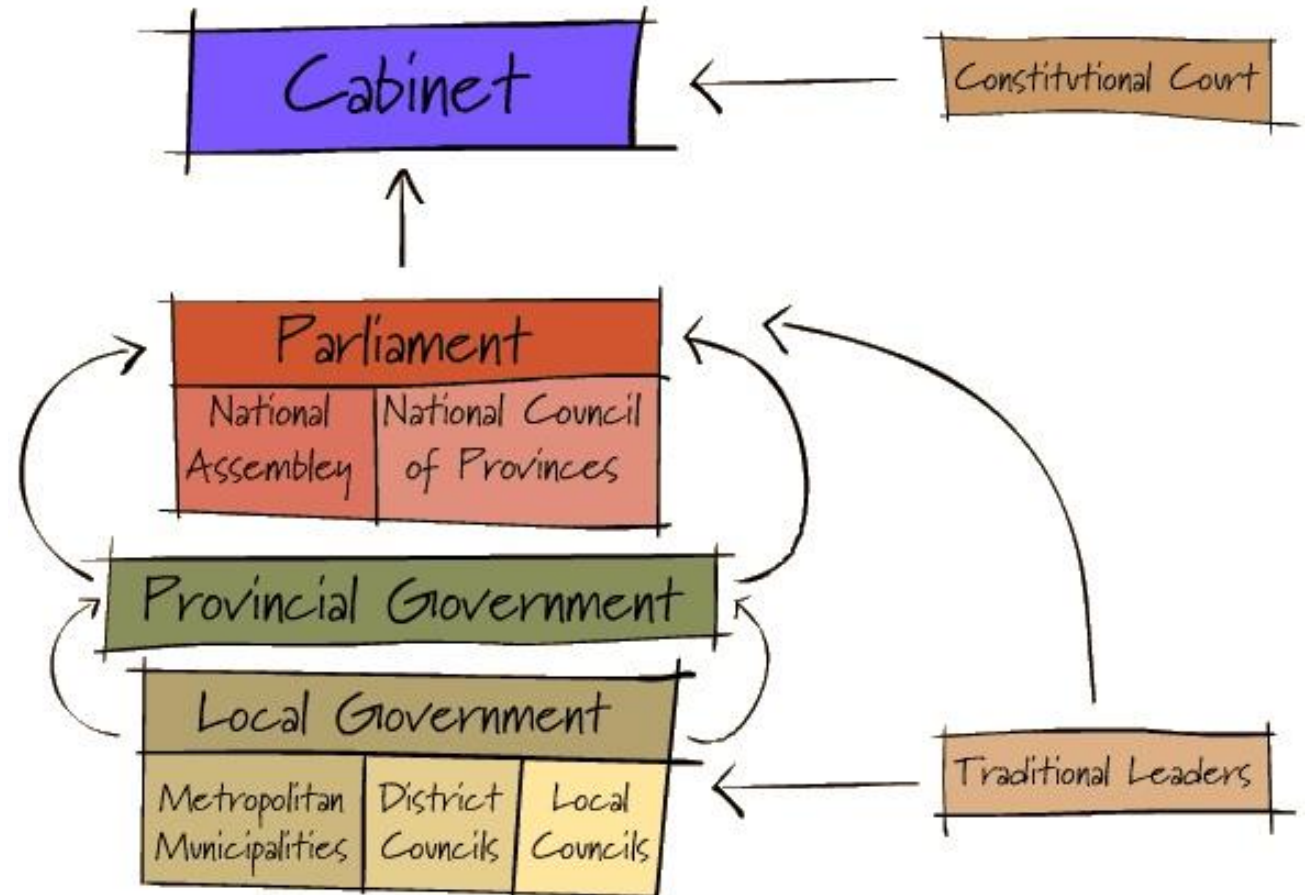 Cabinet
Constitutional Court
Parliament
National
Assembley
National Council
of Provinces
Provincial Government
Local Government
Metropolitan
Municipalities
District
Councils
Local
Councils
Traditional Leaders